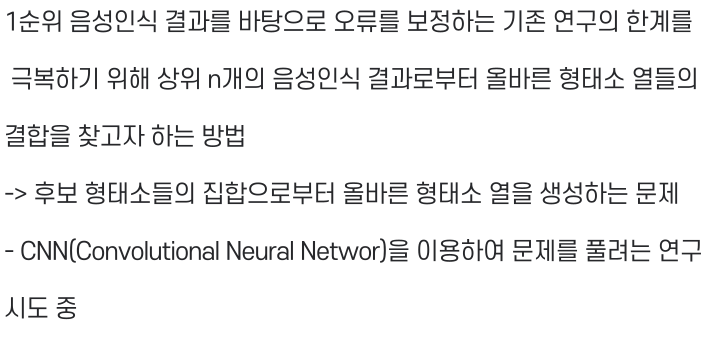 1순위 음성인식 결과를 바탕으로 오류를 보정하는 기존 연구의 한계를
극복하기 위해 상위 n개의 음성인식 결과로부터 올바른 형태소 열들의
결합을 찾고자 하는 방법
-> 후보 형태소들의 집합으로부터 올바른 형태소 열을 생성하는 문제
- CNN(Convolutional Neural Networ)을 이용하여 문제를 풀려는 연구
시도 중